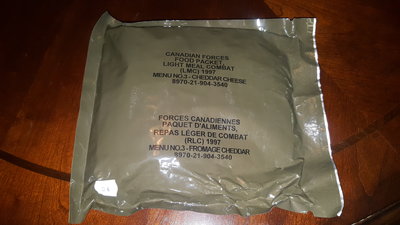 CANADIAN FORCES
FOOD PACKET,
LIGHT MEAL COMBAT
(LMC) 1997
MENU NO.3 - CHEDDAR CHEESE
8970-21-904-3540
FORCES CANADIENNES
PAQUET D'ALIMENTS,
REPAS LÉGER DE COMBAT
(RLC) 1997
MENU NO.3 - FROMAGE CHEDDAR
8970-21-904-3540